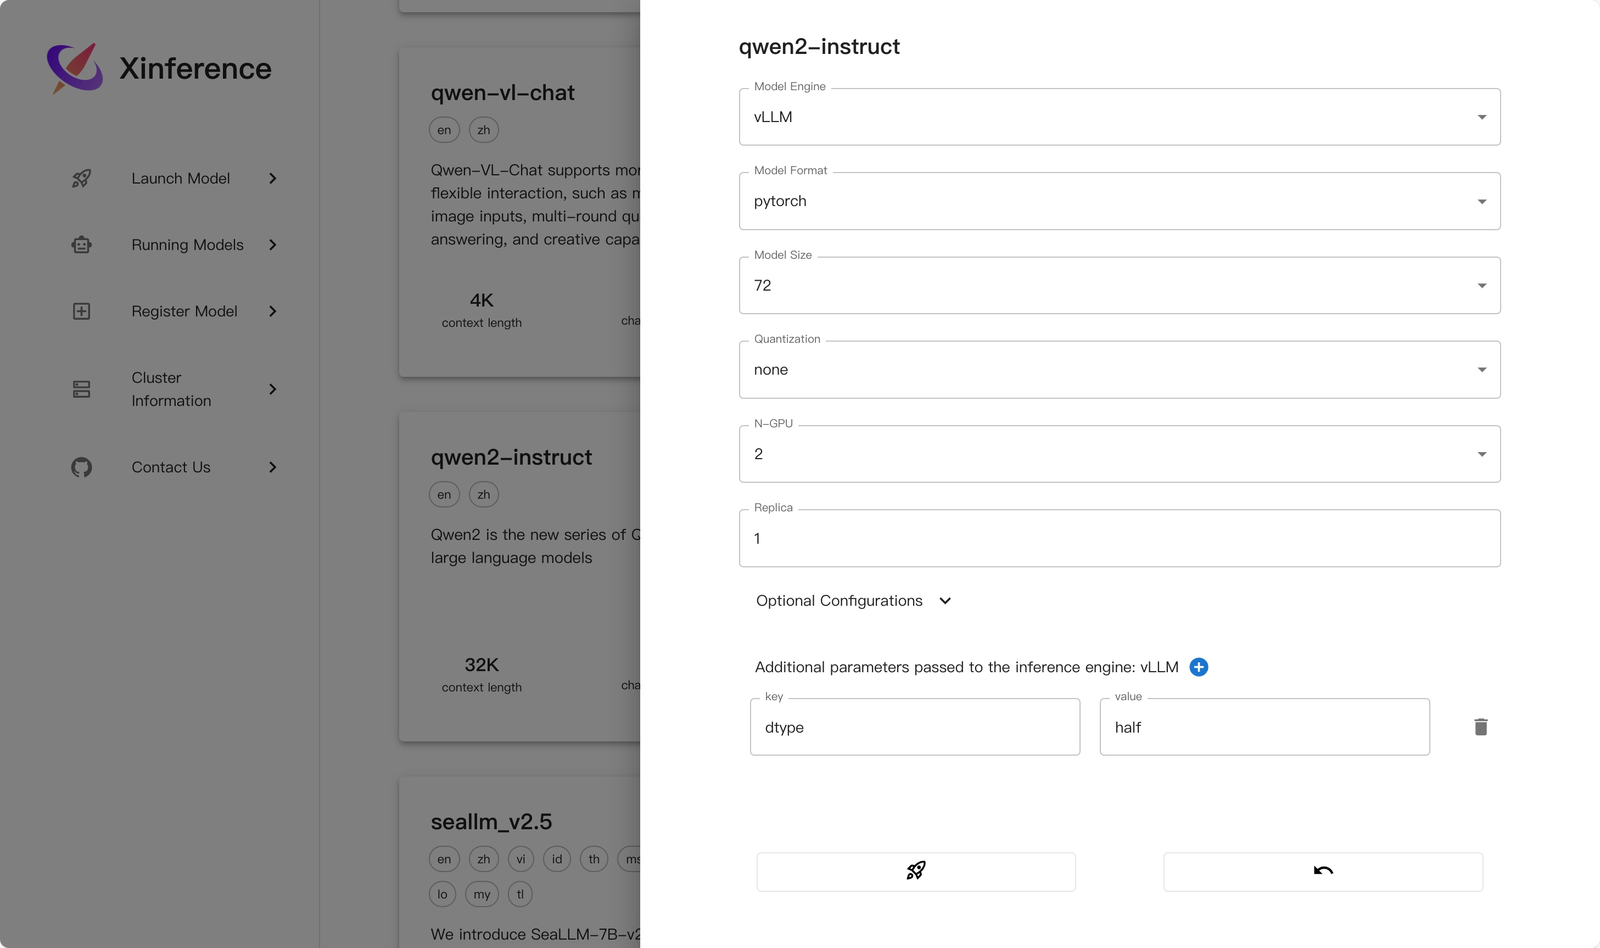 Xinference
Launch Model
Running Models
Register Model
Cluster
Information
Contact Us
qwen-vl-chat
en zh
Qwen-VL-Chat supports
flexible interaction, such as
image inputs, multi-round
answering, and creative
4K
context length
qwen2-instruct
en zh
Qwen2 is the new series of
large language models
32K
context length
seallm_v2.5
en zh vi id th ms
lo my tl
We introduce SeaLLM-7B-v2
qwen2-instruct
Model Engine
vLLM
Model Format
pytorch
Model Size
72
Quantization
none
N-GPU
2
Replica
1
Optional Configurations
Additional parameters passed to the inference engine: vLLM
key
dtype
value
half